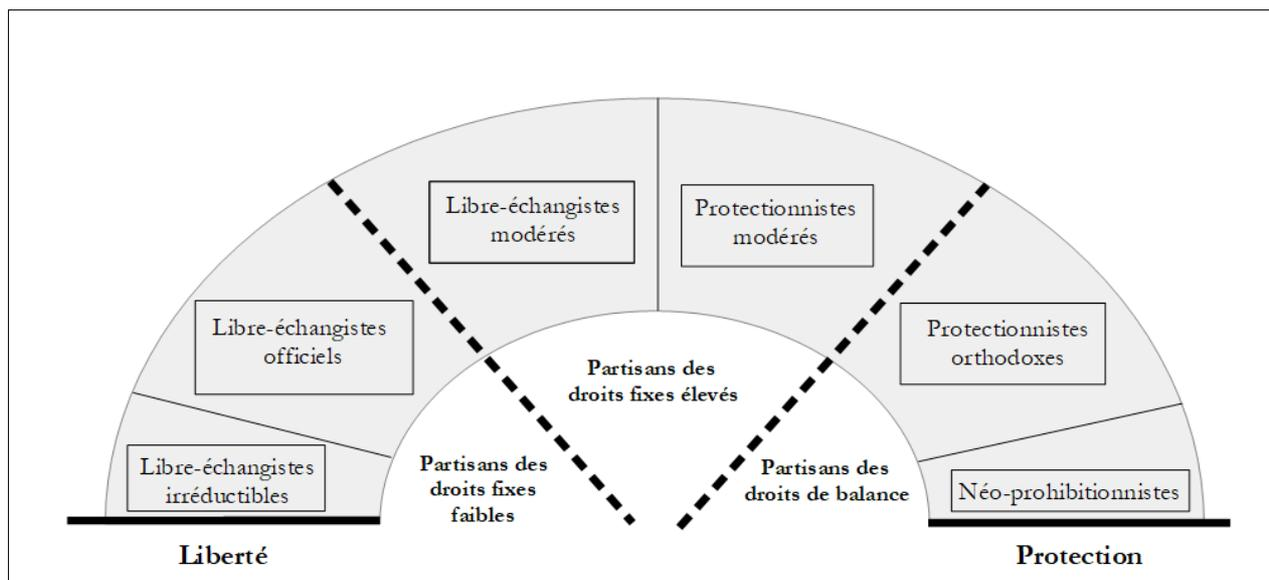 Libre-échangistes
modérés
Protectionnistes
modérés
Libre-échangistes
officiels
Protectionnistes
orthodoxes
Partisans des
droits fixes élevés
Libre-échangistes
irréductibles
Partisans des
droits fixes
faibles
Partisans des
droits de balance
Néo-prohibitionnistes
Liberté
Protection